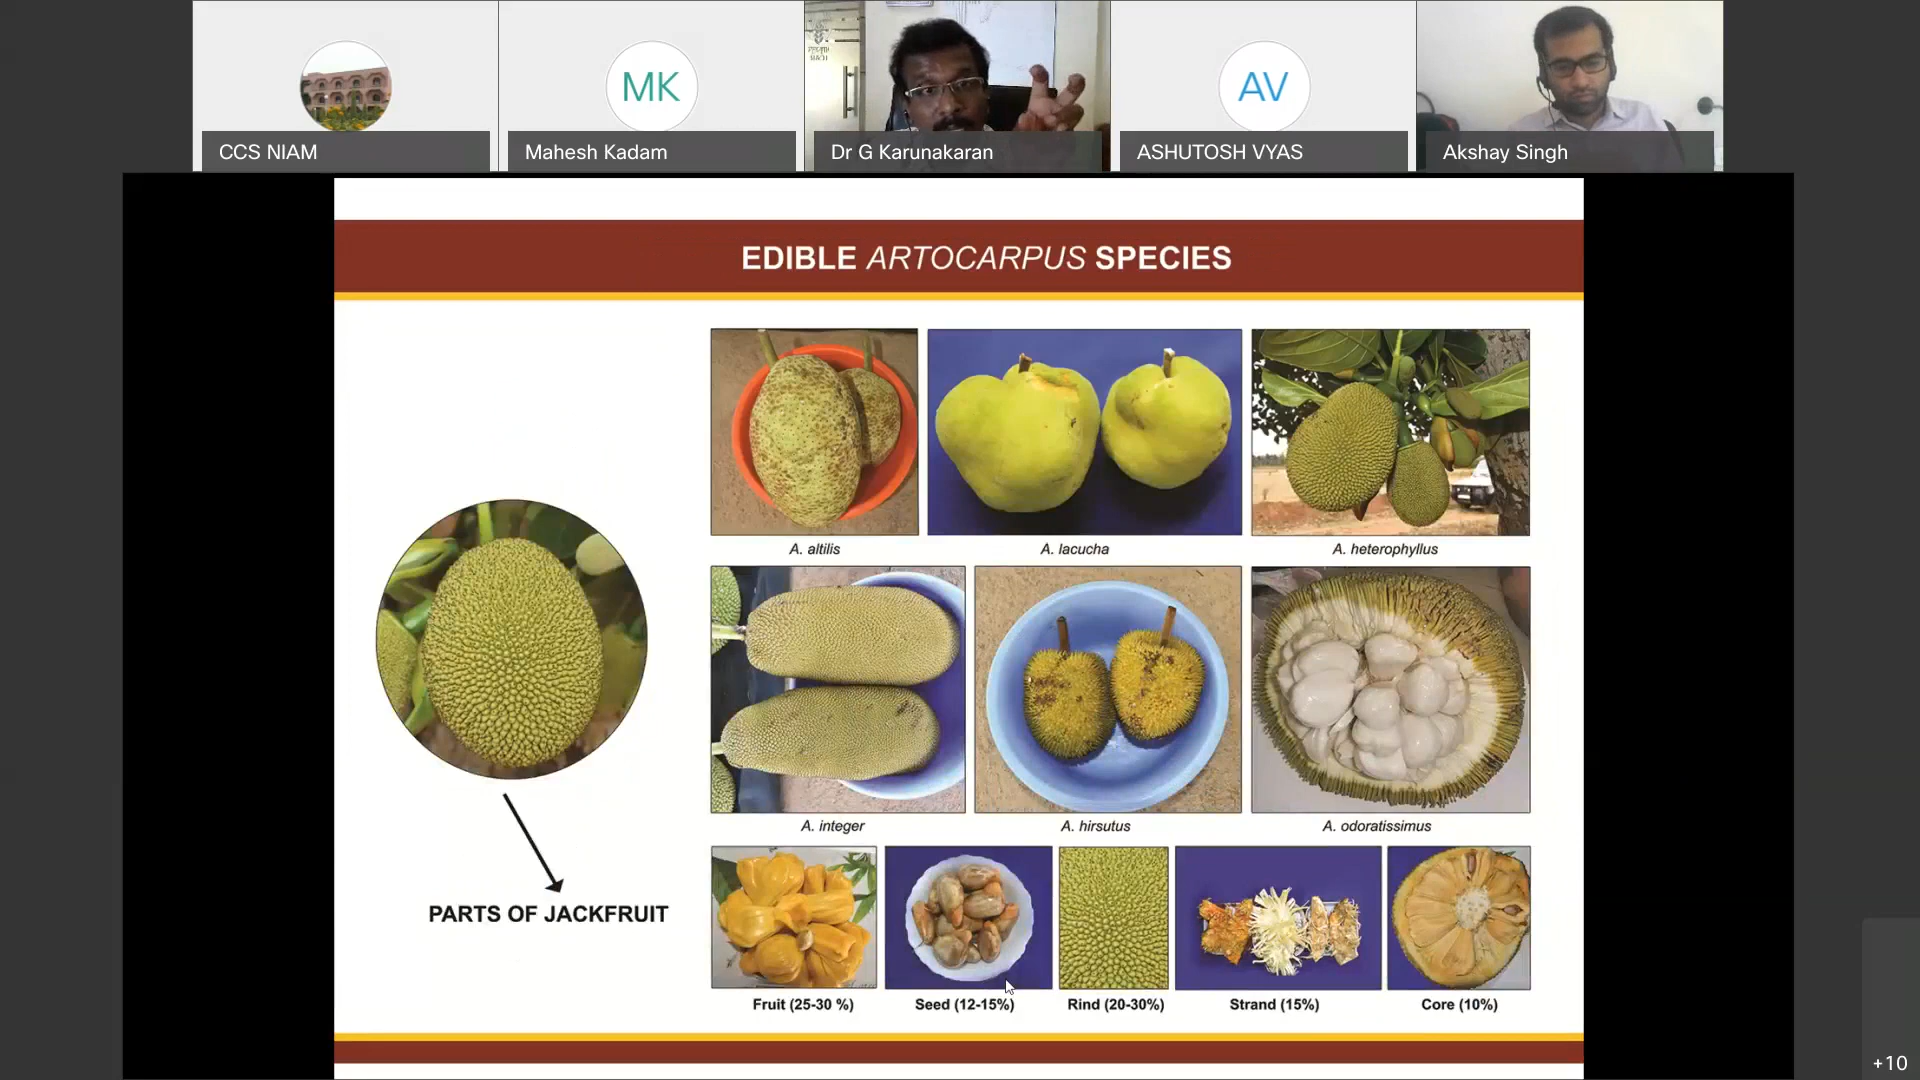 MK
AV
CCS NIAM
Mahesh Kadam
Dr G Karunakaran
ASHUTOSH VYAS
Akshay Singh
EDIBLE ARTOCARPUS SPECIES
A. altilis
A. lacucha
A. heterophyllus
A. integer
A. hirsutus
A. odoratissimus
PARTS OF JACKFRUIT
Fruit (25-30 %)
Seed (12-15%)
Rind (20-30%)
Strand (15%)
Core (10%)
+10